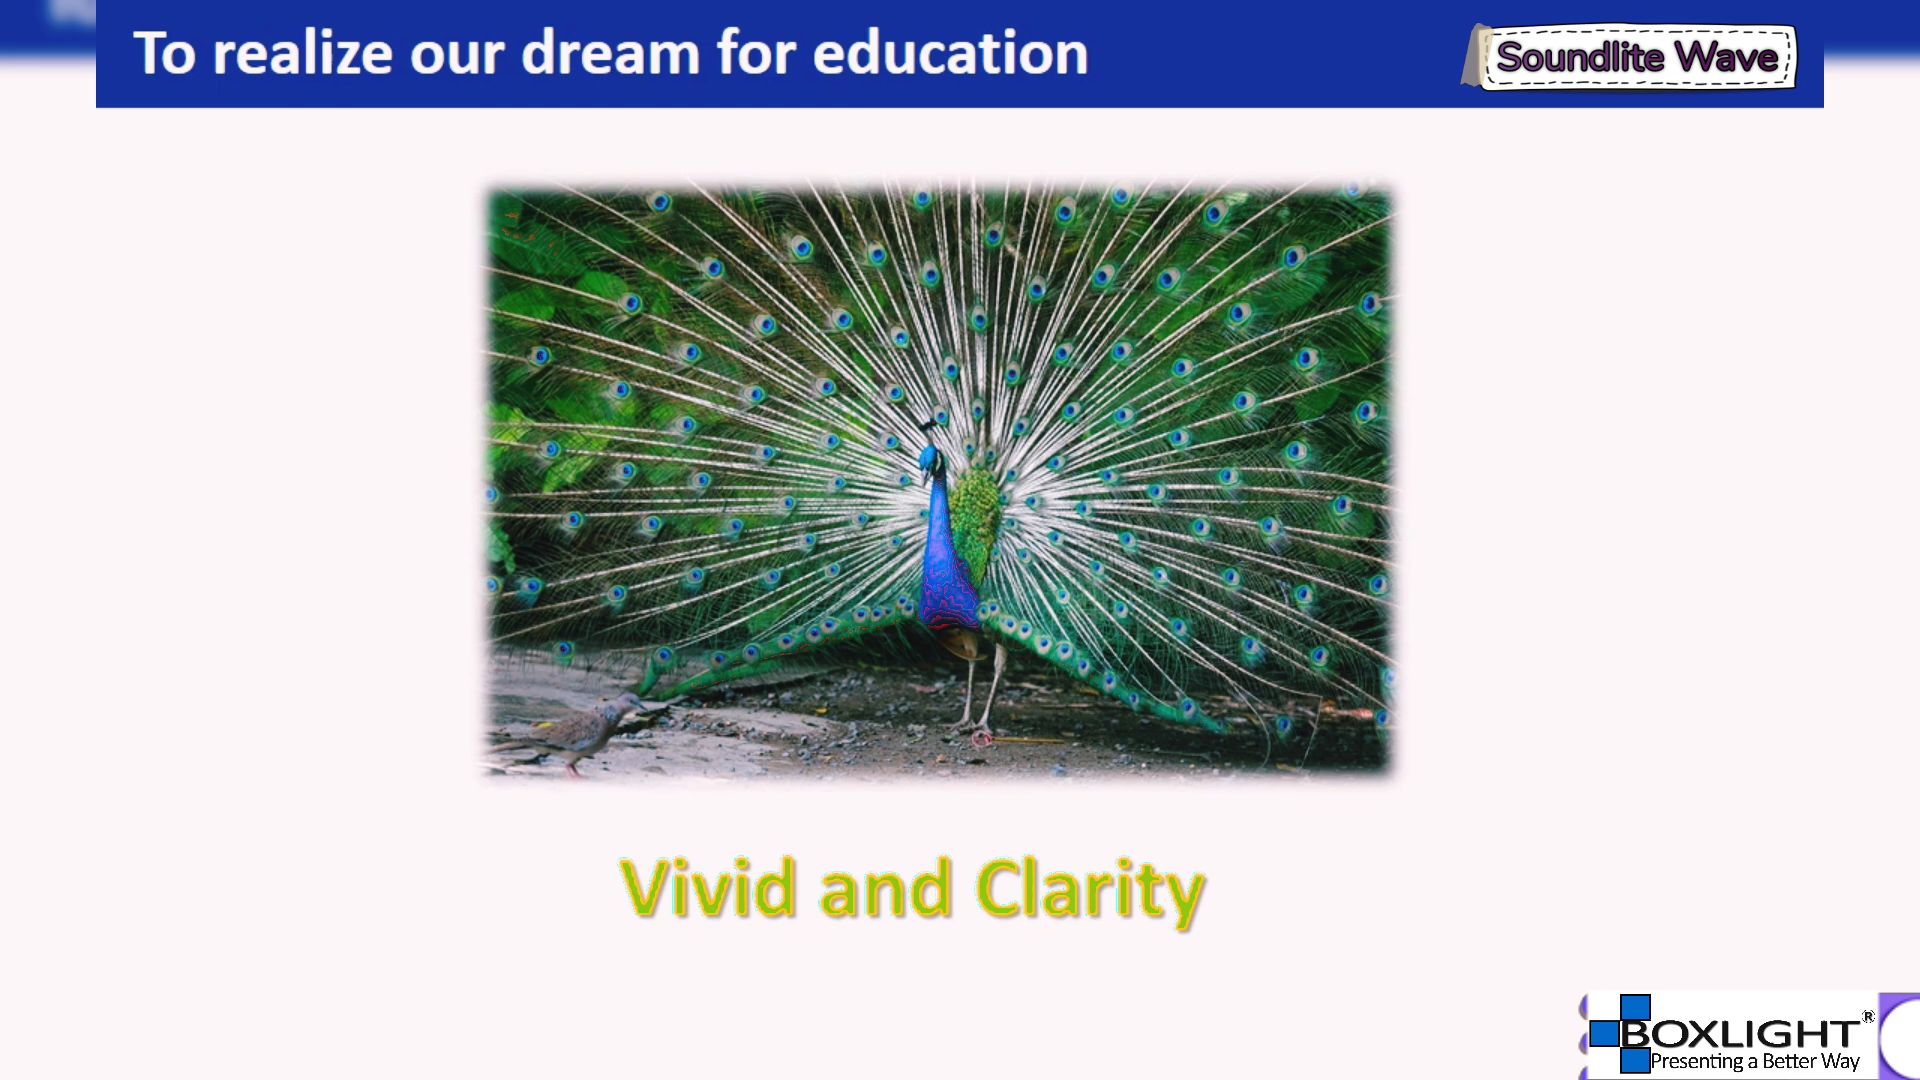 To realize our dream for education
Soundlite Wave
Vivid and Clarity
BOXLIGHT®
Presenting a Better Way